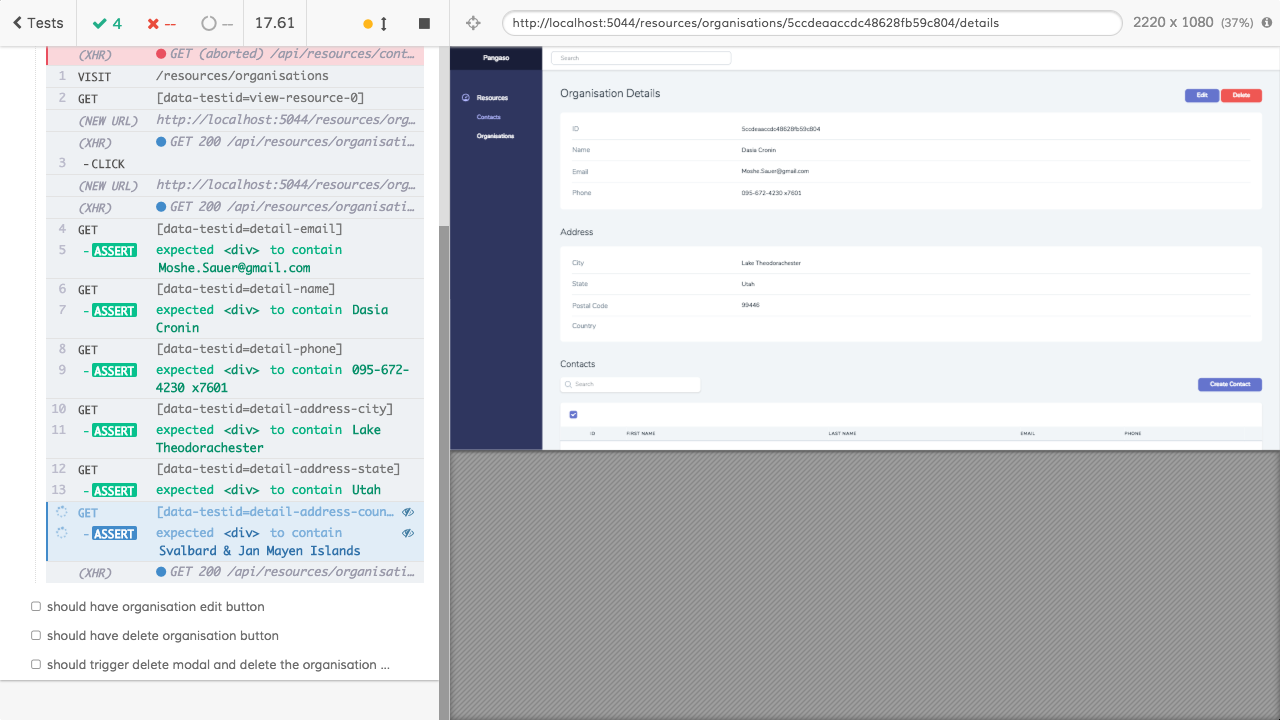 Tests
4
--
--
17.61
http://localhost:5044/resources/organisations/5ccdeaaccdc48628fb59c804/details
2220 x 1080 (37%)
(XHR) GET (aborted) /api/resources/cont…
1 VISIT /resources/organisations
2 GET [data-testid=view-resource-0]
(NEW URL) http://localhost:5044/resources/org…
(XHR) GET 200 /api/resources/organisati…
- CLICK
(NEW URL) http://localhost:5044/resources/org…
(XHR) GET 200 /api/resources/organisati…
4 GET [data-testid=detail-email]
5 - ASSERT expected <div> to contain
Moshe.Sauer@gmail.com
GET [data-testid=detail-name]
- ASSERT expected <div> to contain Dasia
Cronin
8 GET [data-testid=detail-phone]
9 - ASSERT expected <div> to contain 095-672-
4230 x7601
10 GET [data-testid=detail-address-city]
11 - ASSERT expected <div> to contain Lake
Theodorachester
12 GET [data-testid=detail-address-state]
13 - ASSERT expected <div> to contain Utah
GET [data-testid=detail-address-coun…
- ASSERT expected <div> to contain
Svalbard & Jan Mayen Islands
(XHR) GET 200 /api/resources/organisati…
should have organisation edit button
should have delete organisation button
should trigger delete modal and delete the organisation ...
Pangaso
Search
Resources
Contacts
Organisations
Organisation Details
Edit
Delete
ID 5ccdeaaccdc48628fb59c804
Name Dasia Cronin
Email Moshe.Sauer@gmail.com
Phone 095-672-4230 x7601
Address
City Lake Theodorachester
State Utah
Postal Code 99446
Country
Contacts
Search
Create Contact
ID FIRST NAME LAST NAME EMAIL PHONE